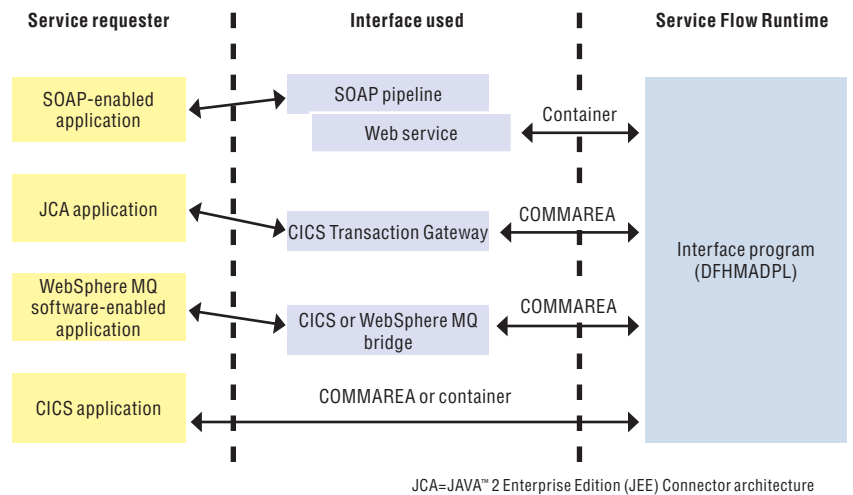 Service requester
Interface used
Service Flow Runtime
SOAP-enabled
application
SOAP pipeline
Web service
Container
JCA application
CICS Transaction Gateway
COMMAREA
Interface program
(DFHMADPL)
WebSphere MQ
software-enabled
application
CICS or WebSphere MQ
bridge
COMMAREA
CICS application
COMMAREA or container
JCA=JAVA™ 2 Enterprise Edition (JEE) Connector architecture